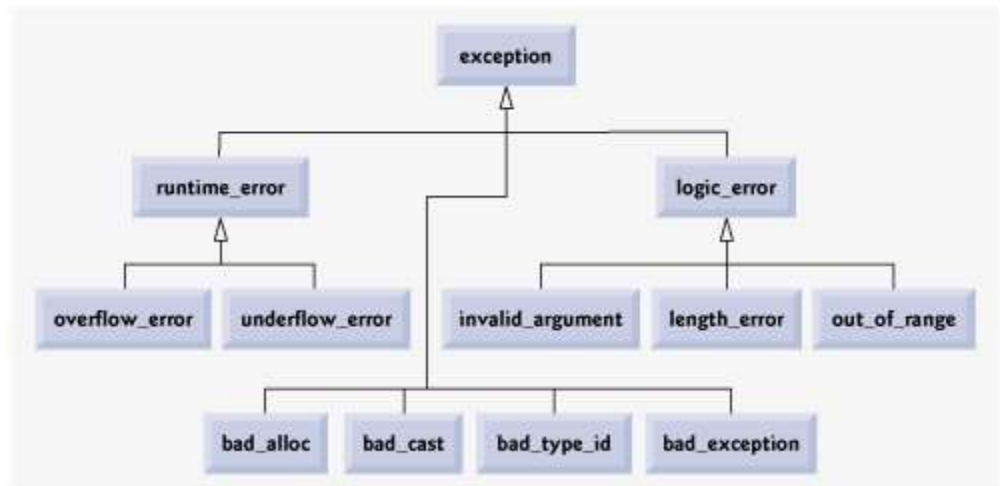 exception
runtime_error
logic_error
overflow_error
underflow_error
invalid_argument
length_error
out_of_range
bad_alloc
bad_cast
bad_type_id
bad_exception